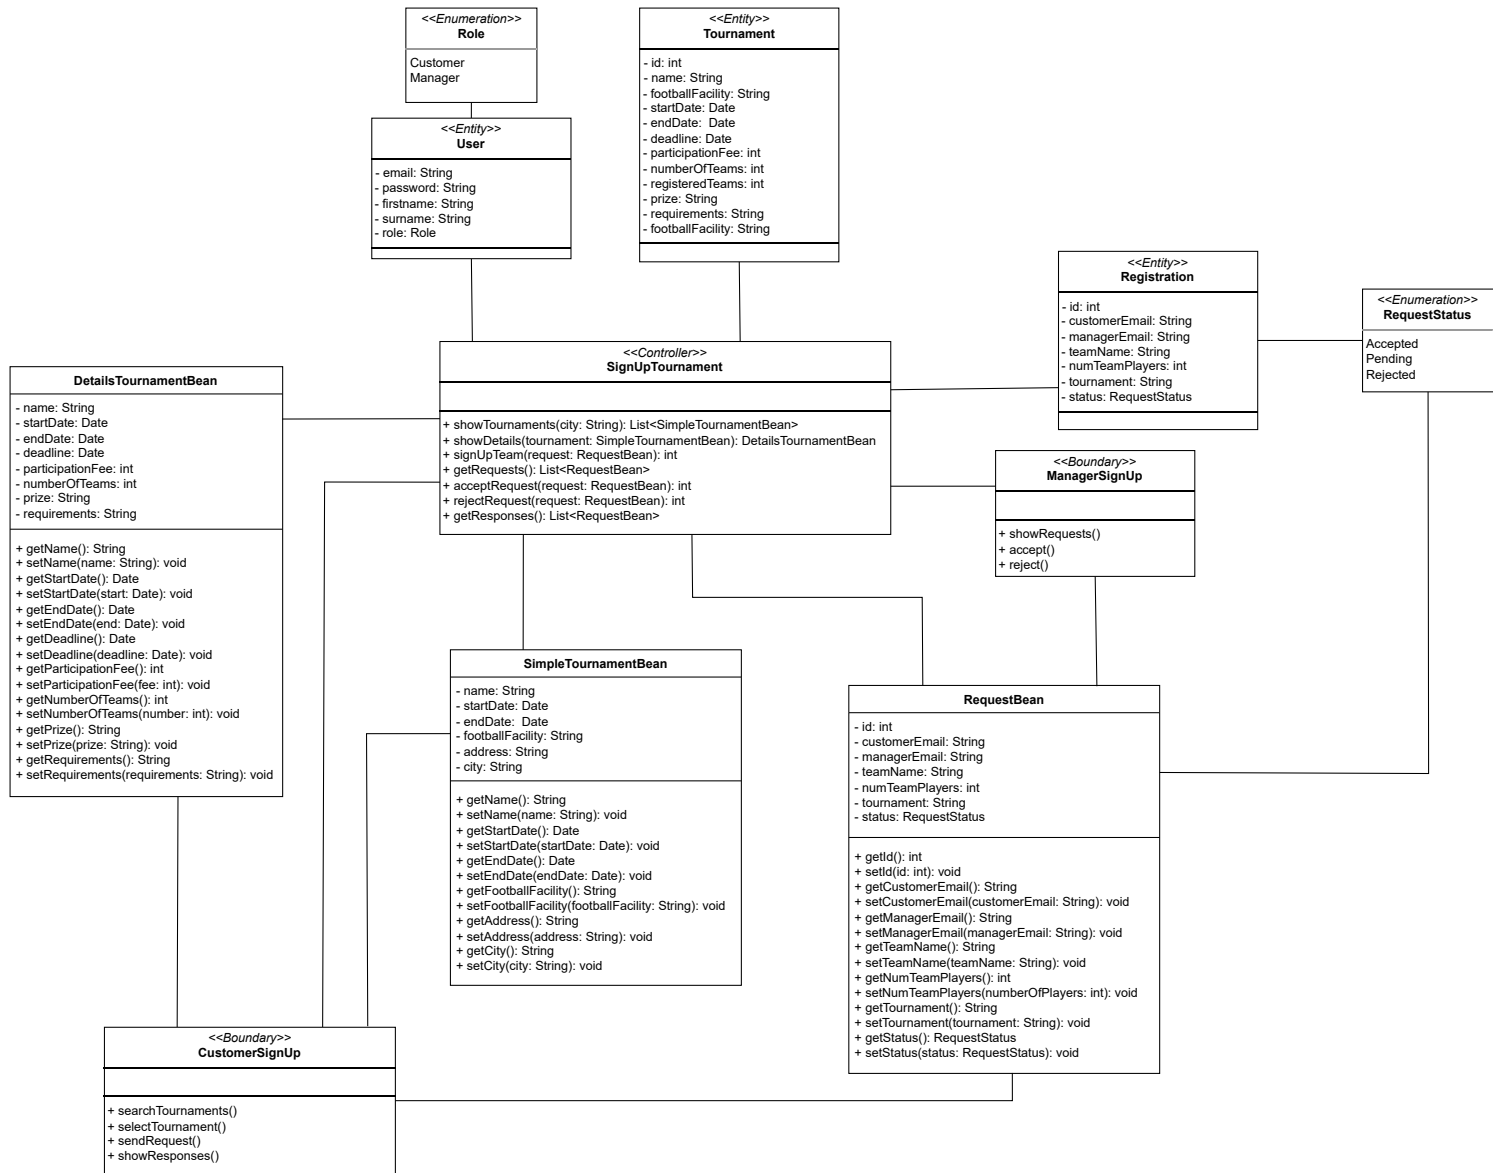 <<Enumeration>>
Role
Customer
Manager
<<Entity>>
Tournament
- id: int
- name: String
- footballFacility: String
- startDate: Date
- endDate:  Date
- deadline: Date
- participationFee: int
- numberOfTeams: int
- registeredTeams: int
- prize: String
- requirements: String
- footballFacility: String
<<Entity>>
User
- email: String
- password: String
- firstname: String
- surname: String
- role: Role
<<Entity>>
Registration
- id: int
- customerEmail: String
- managerEmail: String
- teamName: String
- numTeamPlayers: int
- tournament: String
- status: RequestStatus
<<Enumeration>>
RequestStatus
Accepted
Pending
Rejected
<<Controller>>
SignUpTournament
+ showTournaments(city: String): List<SimpleTournamentBean>
+ showDetails(tournament: SimpleTournamentBean): DetailsTournamentBean
+ signUpTeam(request: RequestBean): int
+ getRequests(): List<RequestBean>
+ acceptRequest(request: RequestBean): int
+ rejectRequest(request: RequestBean): int
+ getResponses(): List<RequestBean>
DetailsTournamentBean
- name: String
- startDate: Date
- endDate: Date
- deadline: Date
- participationFee: int
- numberOfTeams: int
- prize: String
- requirements: String
+ getName(): String
+ setName(name: String): void
+ getStartDate(): Date
+ setStartDate(start: Date): void
+ getEndDate(): Date
+ setEndDate(end: Date): void
+ getDeadline(): Date
+ setDeadline(deadline: Date): void
+ getParticipationFee(): int
+ setParticipationFee(fee: int): void
+ getNumberOfTeams(): int
+ setNumberOfTeams(number: int): void
+ getPrize(): String
+ setPrize(prize: String): void
+ getRequirements(): String
+ setRequirements(requirements: String): void
<<Boundary>>
ManagerSignUp
+ showRequests()
+ accept()
+ reject()
SimpleTournamentBean
- name: String
- startDate: Date
- endDate:  Date
- footballFacility: String
- address: String
- city: String
+ getName(): String
+ setName(name: String): void
+ getStartDate(): Date
+ setStartDate(startDate: Date): void
+ getEndDate(): Date
+ setEndDate(endDate: Date): void
+ getFootballFacility(): String
+ setFootballFacility(footballFacility: String): void
+ getAddress(): String
+ setAddress(address: String): void
+ getCity(): String
+ setCity(city: String): void
RequestBean
- id: int
- customerEmail: String
- managerEmail: String
- teamName: String
- numTeamPlayers: int
- tournament: String
- status: RequestStatus
+ getId(): int
+ setId(id: int): void
+ getCustomerEmail(): String
+ setCustomerEmail(customerEmail: String): void
+ getManagerEmail(): String
+ setManagerEmail(managerEmail: String): void
+ getTeamName(): String
+ setTeamName(teamName: String): void
+ getNumTeamPlayers(): int
+ setNumTeamPlayers(numberOfPlayers: int): void
+ getTournament(): String
+ setTournament(tournament: String): void
+ getStatus(): RequestStatus
+ setStatus(status: RequestStatus): void
<<Boundary>>
CustomerSignUp
+ searchTournaments()
+ selectTournament()
+ sendRequest()
+ showResponses()